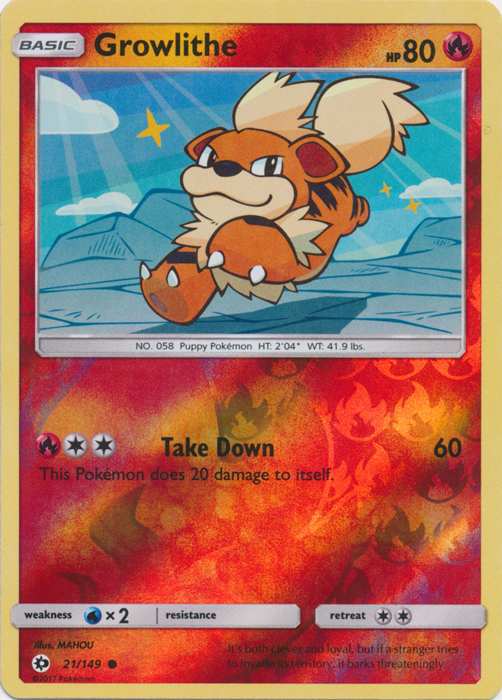 BASIC Growlithe HP 80
NO. 058 Puppy Pokémon HT: 2'04" WT: 41.9 lbs.
Take Down 60
This Pokémon does 20 damage to itself.
weakness ×2 resistance retreat
Illus. MAHOU
21/149
©2017 Pokémon
It's both clever and loyal, but if a stranger tries
to invade its territory, it barks threateningly.